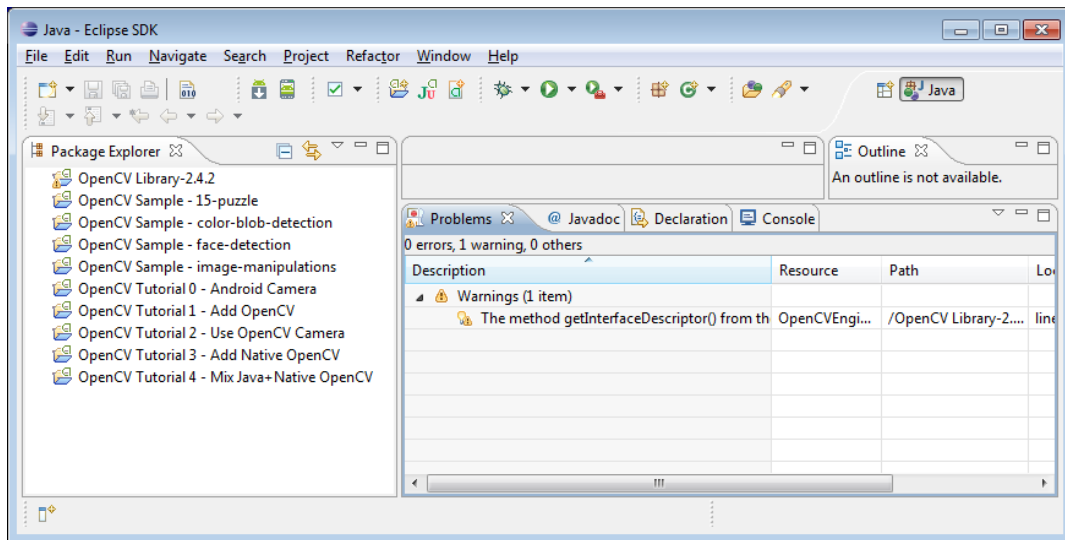 Java - Eclipse SDK
File Edit Run Navigate Search Project Refactor Window Help
Java
Package Explorer
OpenCV Library-2.4.2
OpenCV Sample - 15-puzzle
OpenCV Sample - color-blob-detection
OpenCV Sample - face-detection
OpenCV Sample - image-manipulations
OpenCV Tutorial 0 - Android Camera
OpenCV Tutorial 1 - Add OpenCV
OpenCV Tutorial 2 - Use OpenCV Camera
OpenCV Tutorial 3 - Add Native OpenCV
OpenCV Tutorial 4 - Mix Java+Native OpenCV
Outline
An outline is not available.
Problems @ Javadoc Declaration Console
0 errors, 1 warning, 0 others
Description Resource Path Lo
Warnings (1 item)
The method getInterfaceDescriptor() from th OpenCVEngi... /OpenCV Library-2.... line